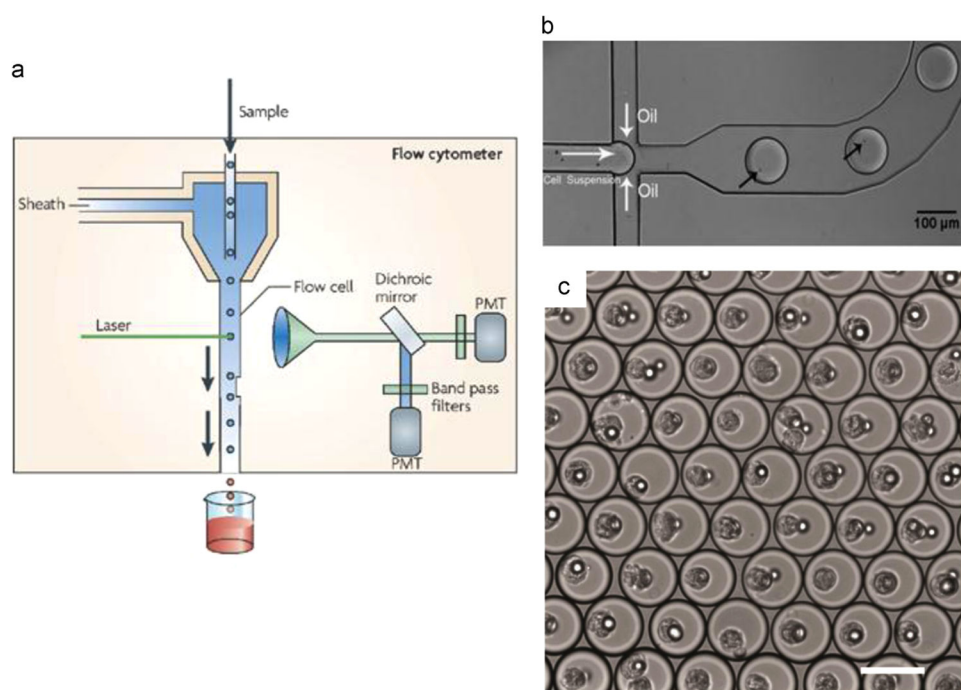 a
Sample
Flow cytometer
Sheath
Flow cell
Dichroic
mirror
PMT
Laser
Band pass
filters
PMT
b
Oil
Cell Suspension
Oil
100 µm
c